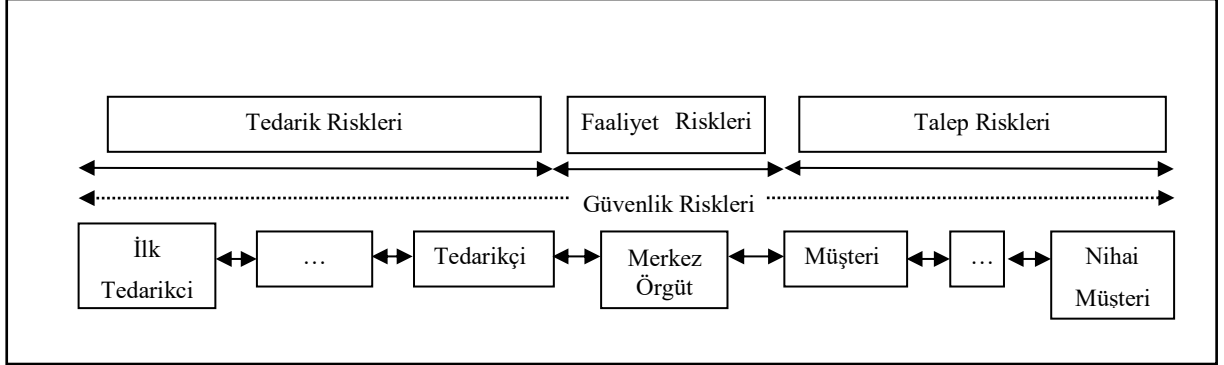 Tedarik Riskleri
Faaliyet Riskleri
Talep Riskleri
Güvenlik Riskleri
İlk
Tedarikci
…
Tedarikçi
Merkez
Örgüt
Müşteri
…
Nihai
Müşteri